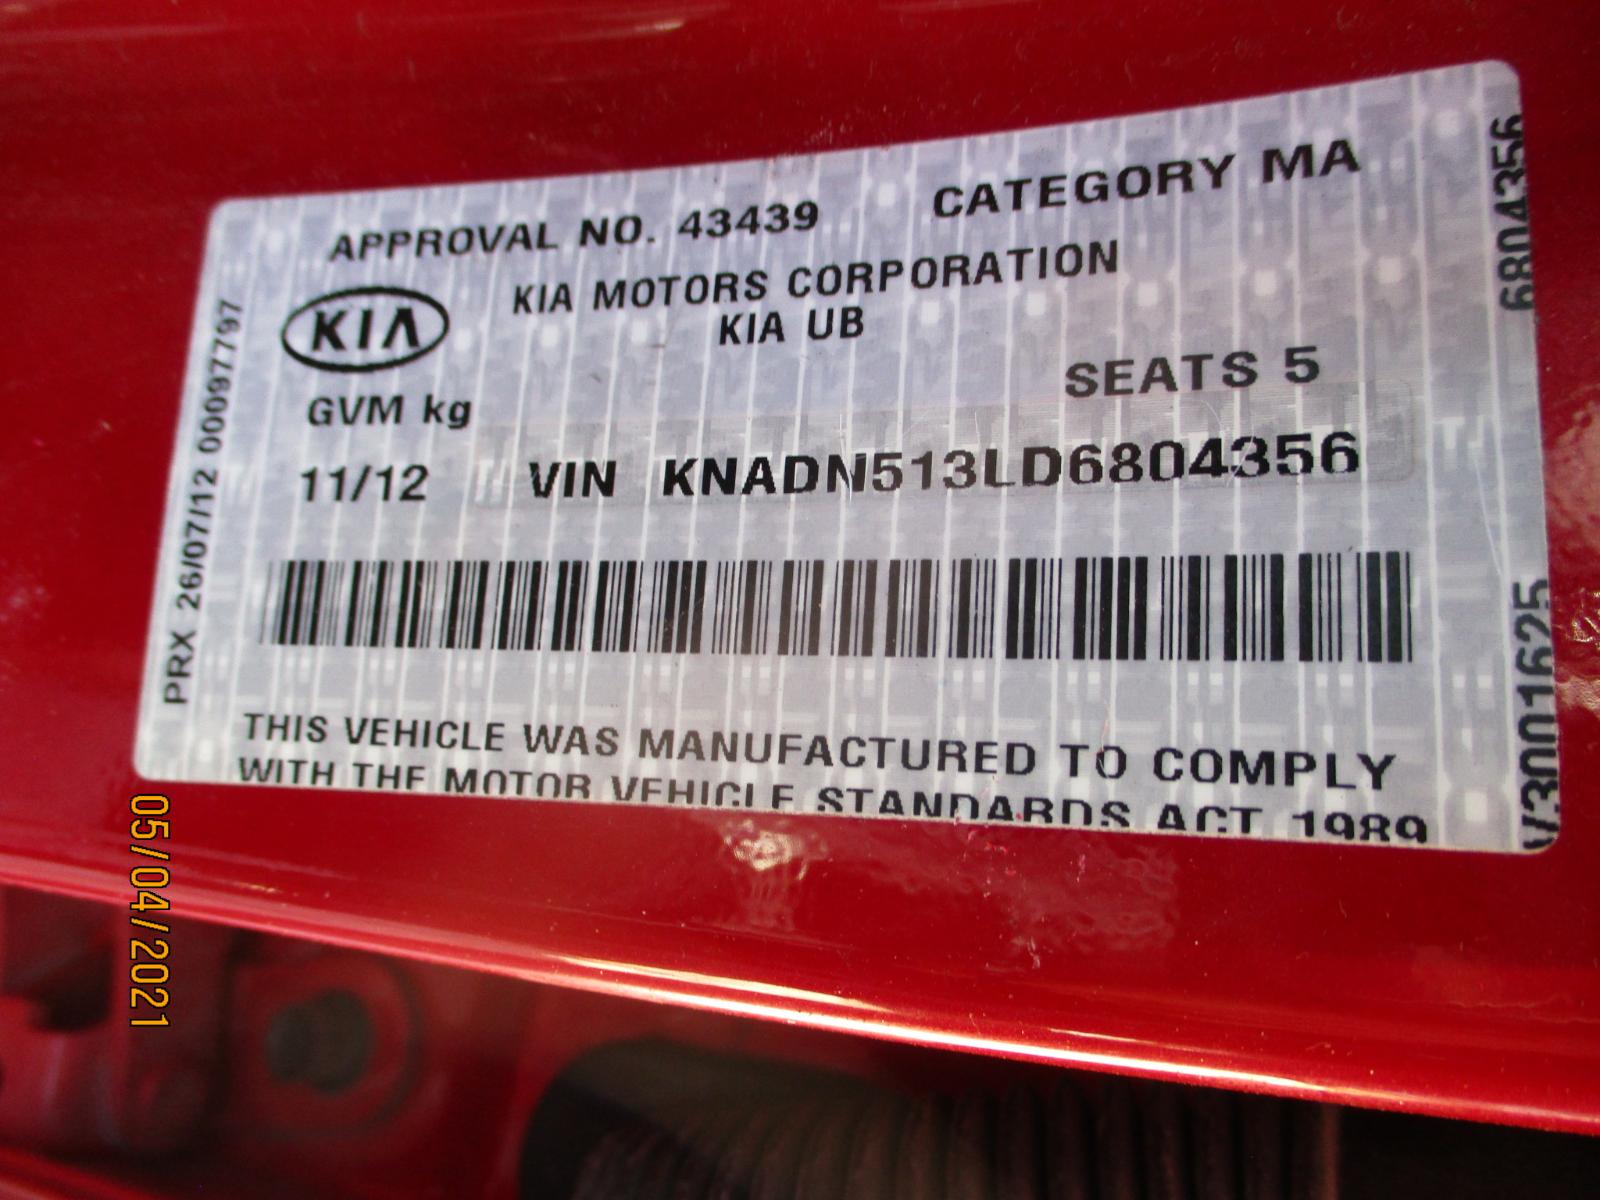 APPROVAL NO. 43439 CATEGORY MA
KIA KIA MOTORS CORPORATION
KIA UB
SEATS 5
GVM kg
11/12 VIN KNADN513LD6804356
THIS VEHICLE WAS MANUFACTURED TO COMPLY
WITH THE MOTOR VEHICLE STANDARDS ACT 1989
PRX 26/07/12 00097797
V3001625 6804356
05/04/2021